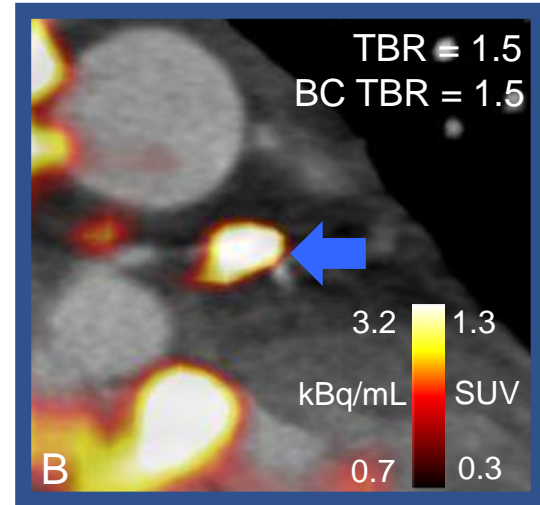 TBR = 1.5
BC TBR = 1.5
3.2 1.3
kBq/mL SUV
0.7 0.3
B